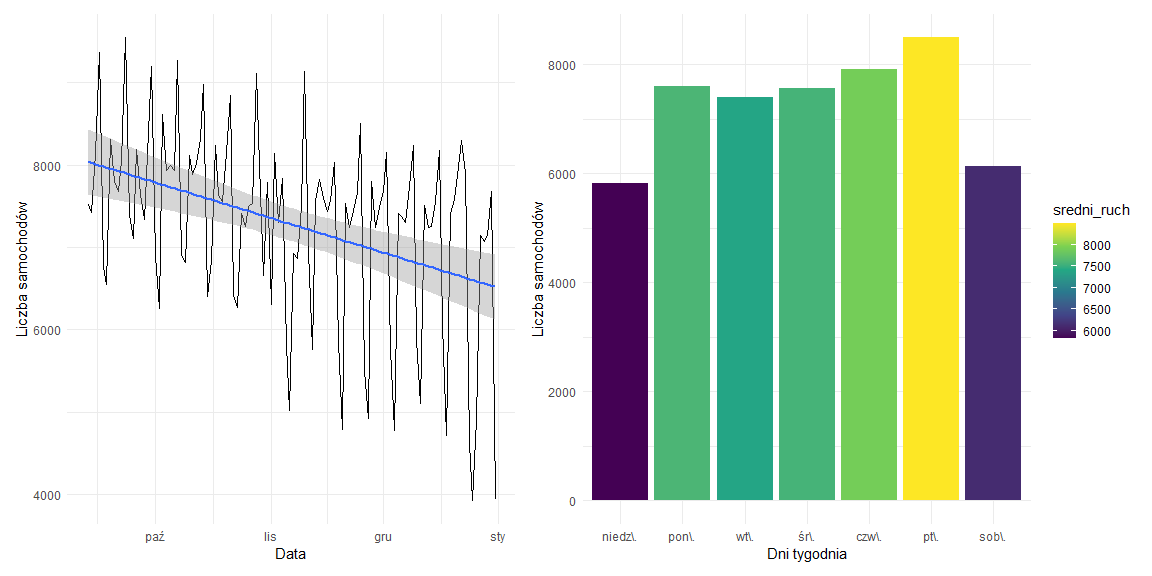 Liczba samochodów
8000
6000
4000
paź
lis
gru
sty
Data
Liczba samochodów
8000
6000
4000
2000
0
niedz\.
pon\.
wt\.
śr\.
czw\.
pt\.
sob\.
Dni tygodnia
sredni_ruch
8000
7500
7000
6500
6000